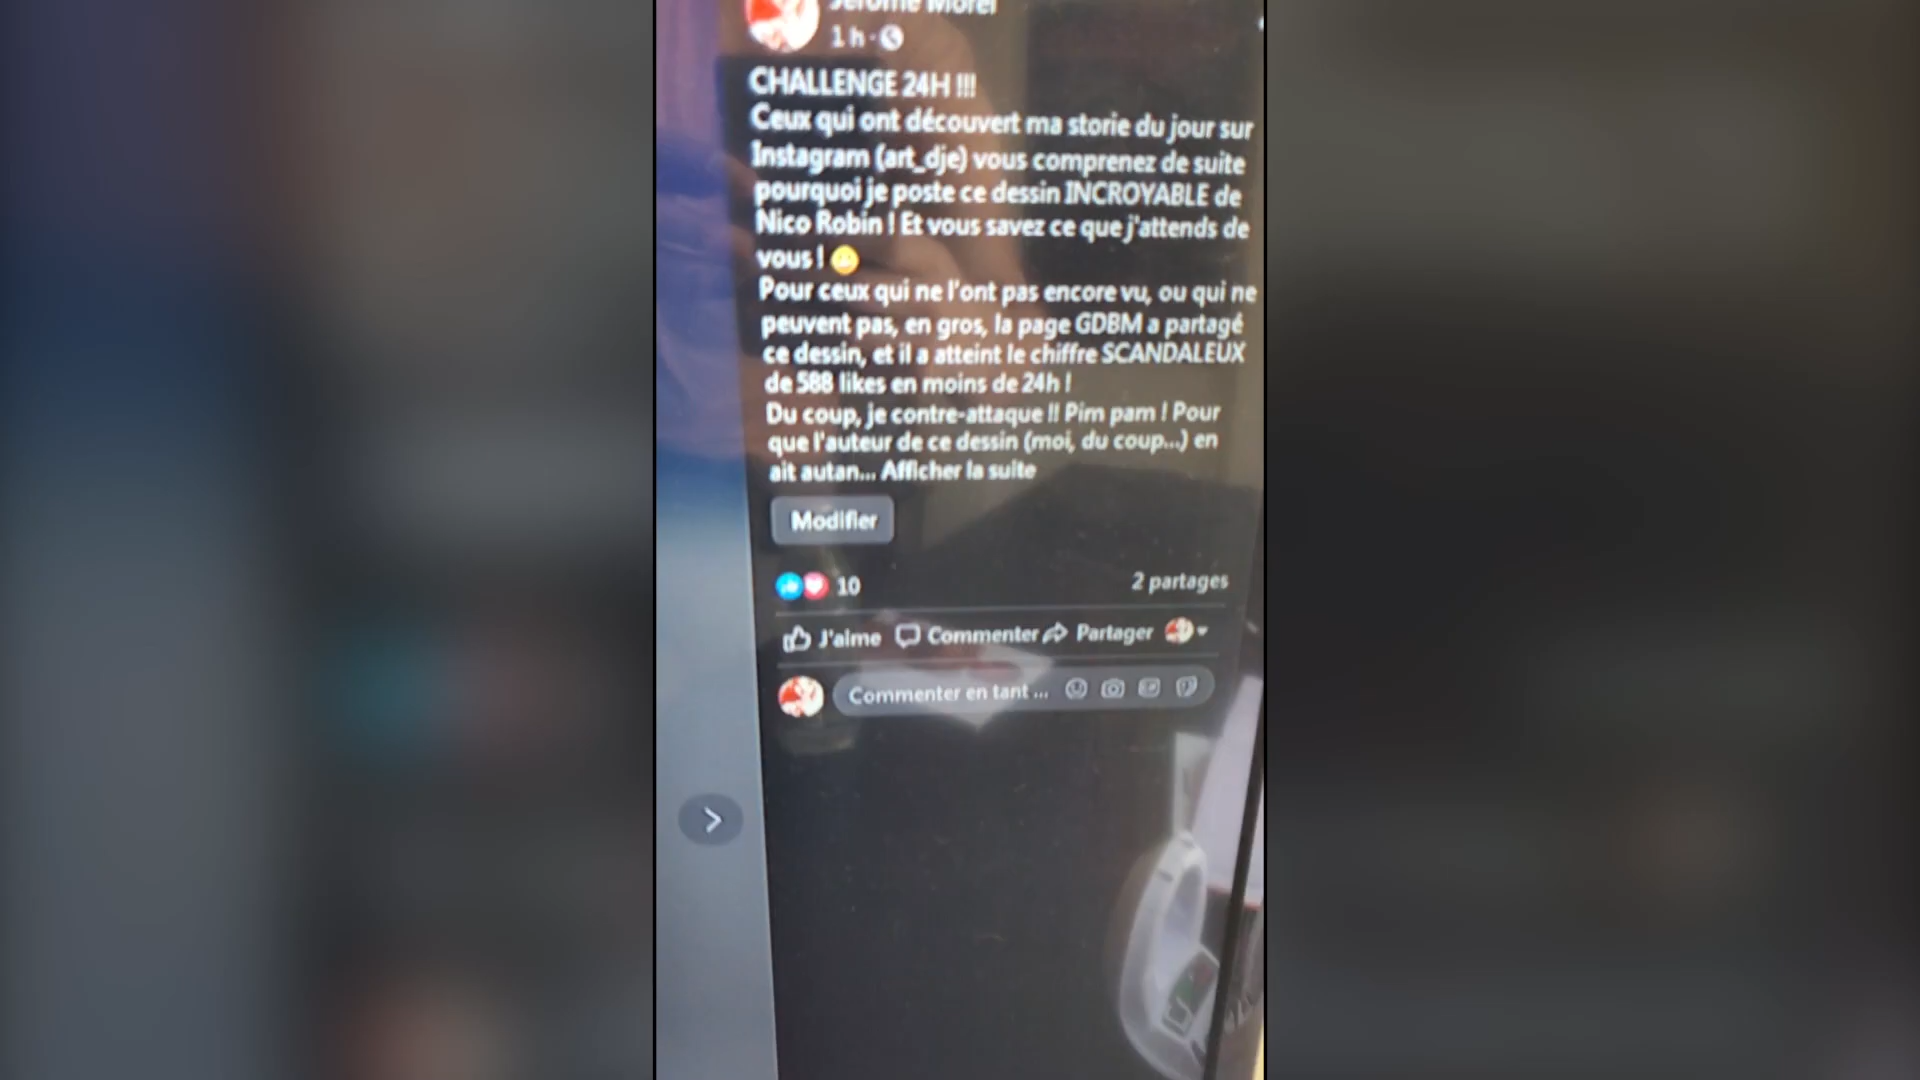 Jérôme Morel
1 h ·
CHALLENGE 24H !!!
Ceux qui ont découvert ma storie du jour sur
Instagram (art_dje) vous comprenez de suite
pourquoi je poste ce dessin INCROYABLE de
Nico Robin ! Et vous savez ce que j'attends de
vous !
Pour ceux qui ne l'ont pas encore vu, ou qui ne
peuvent pas, en gros, la page GDBM a partagé
ce dessin, et il a atteint le chiffre SCANDALEUX
de 588 likes en moins de 24h !
Du coup, je contre-attaque !! Pim pam ! Pour
que l'auteur de ce dessin (moi, du coup...) en
ait autan... Afficher la suite
Modifier
10 2 partages
J'aime Commenter Partager
Commenter en tant ...